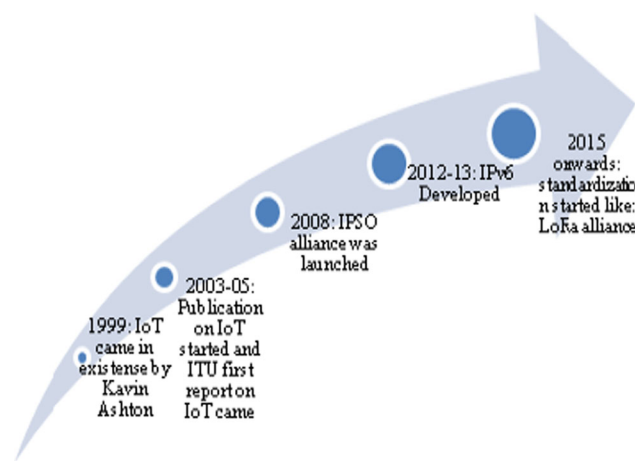 1999: IoT
came in
existense by
Kavin
Ashton
2003-05:
Publication
on IoT
started and
ITU first
report on
IoT came
2008: IPSO
alliance was
launched
2012-13: IPv6
Developed
2015
onwards:
standardizatio
n started like:
LoRa alliance